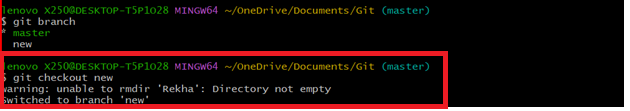 lenovo X250@DESKTOP-T5P1O28 MINGW64 ~/OneDrive/Documents/Git (master)
$ git branch
* master
  new
lenovo X250@DESKTOP-T5P1O28 MINGW64 ~/OneDrive/Documents/Git (master)
$ git checkout new
warning: unable to rmdir 'Rekha': Directory not empty
Switched to branch 'new'